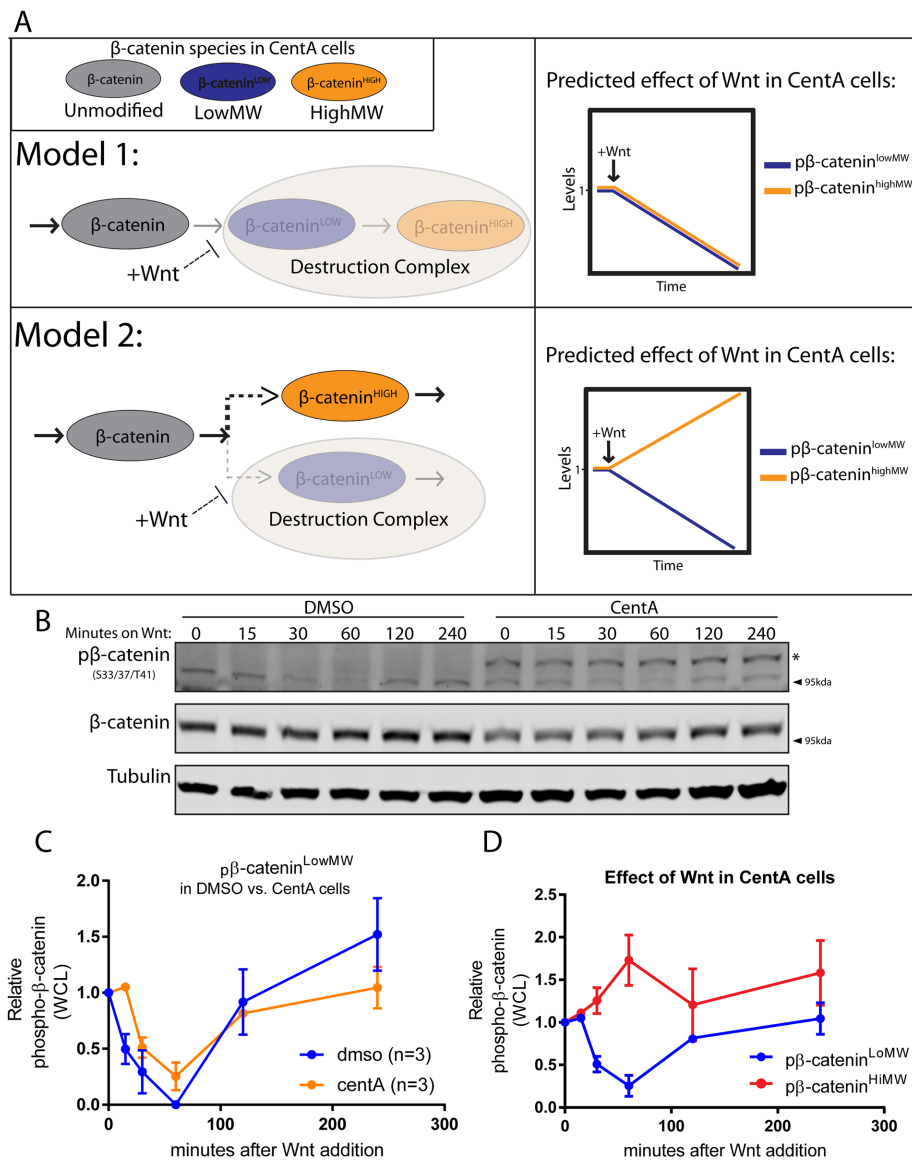 A
β-catenin species in CentA cells
β-catenin
β-catenin^LOW
β-catenin^HIGH
Unmodified
LowMW
HighMW
Model 1:
β-catenin
β-catenin^LOW
β-catenin^HIGH
+Wnt
Destruction Complex
Predicted effect of Wnt in CentA cells:
+Wnt
Levels
1
Time
pβ-catenin^lowMW
pβ-catenin^highMW
Model 2:
β-catenin
β-catenin^HIGH
β-catenin^LOW
+Wnt
Destruction Complex
Predicted effect of Wnt in CentA cells:
+Wnt
Levels
1
Time
pβ-catenin^lowMW
pβ-catenin^highMW
B
DMSO
CentA
Minutes on Wnt: 0 15 30 60 120 240 0 15 30 60 120 240
pβ-catenin
(S33/37/T41)
*
95kda
β-catenin
95kda
Tubulin
C
pβ-catenin^LowMW
in DMSO vs. CentA cells
Relative
phospho-β-catenin
(WCL)
2.0
1.5
1.0
0.5
0.0
0 100 200 300
dmso (n=3)
centA (n=3)
minutes after Wnt addition
D
Effect of Wnt in CentA cells
Relative
phospho-β-catenin
(WCL)
2.5
2.0
1.5
1.0
0.5
0.0
0 100 200 300
pβ-catenin^LoMW
pβ-catenin^HiMW
minutes after Wnt addition